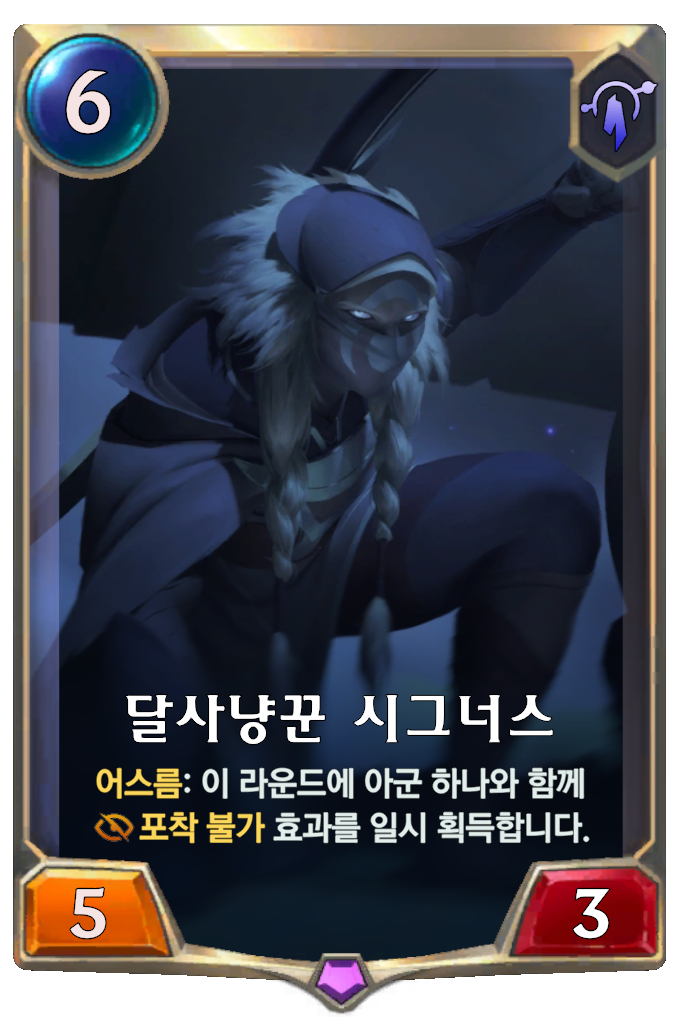 6
달사냥꾼 시그너스
어스름: 이 라운드에 아군 하나와 함께
포착 불가 효과를 일시 획득합니다.
5
3